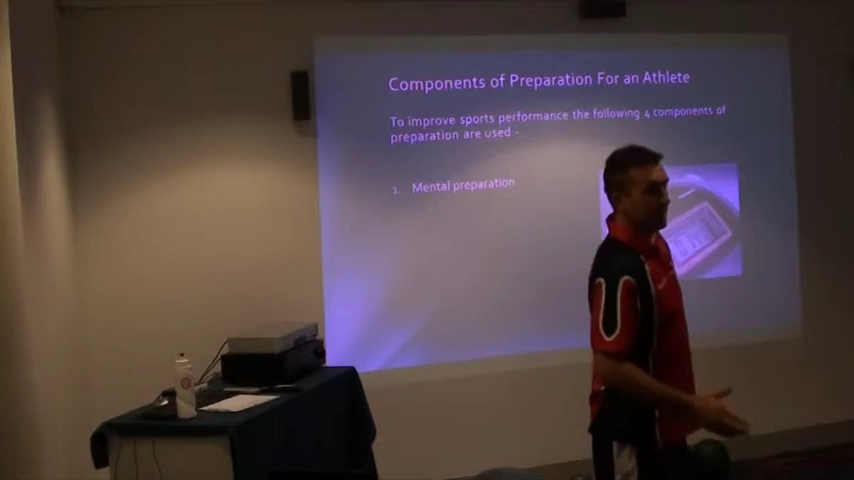 Components of Preparation For an Athlete
To improve sports performance the following 4 components of
preparation are used -
1. Mental preparation